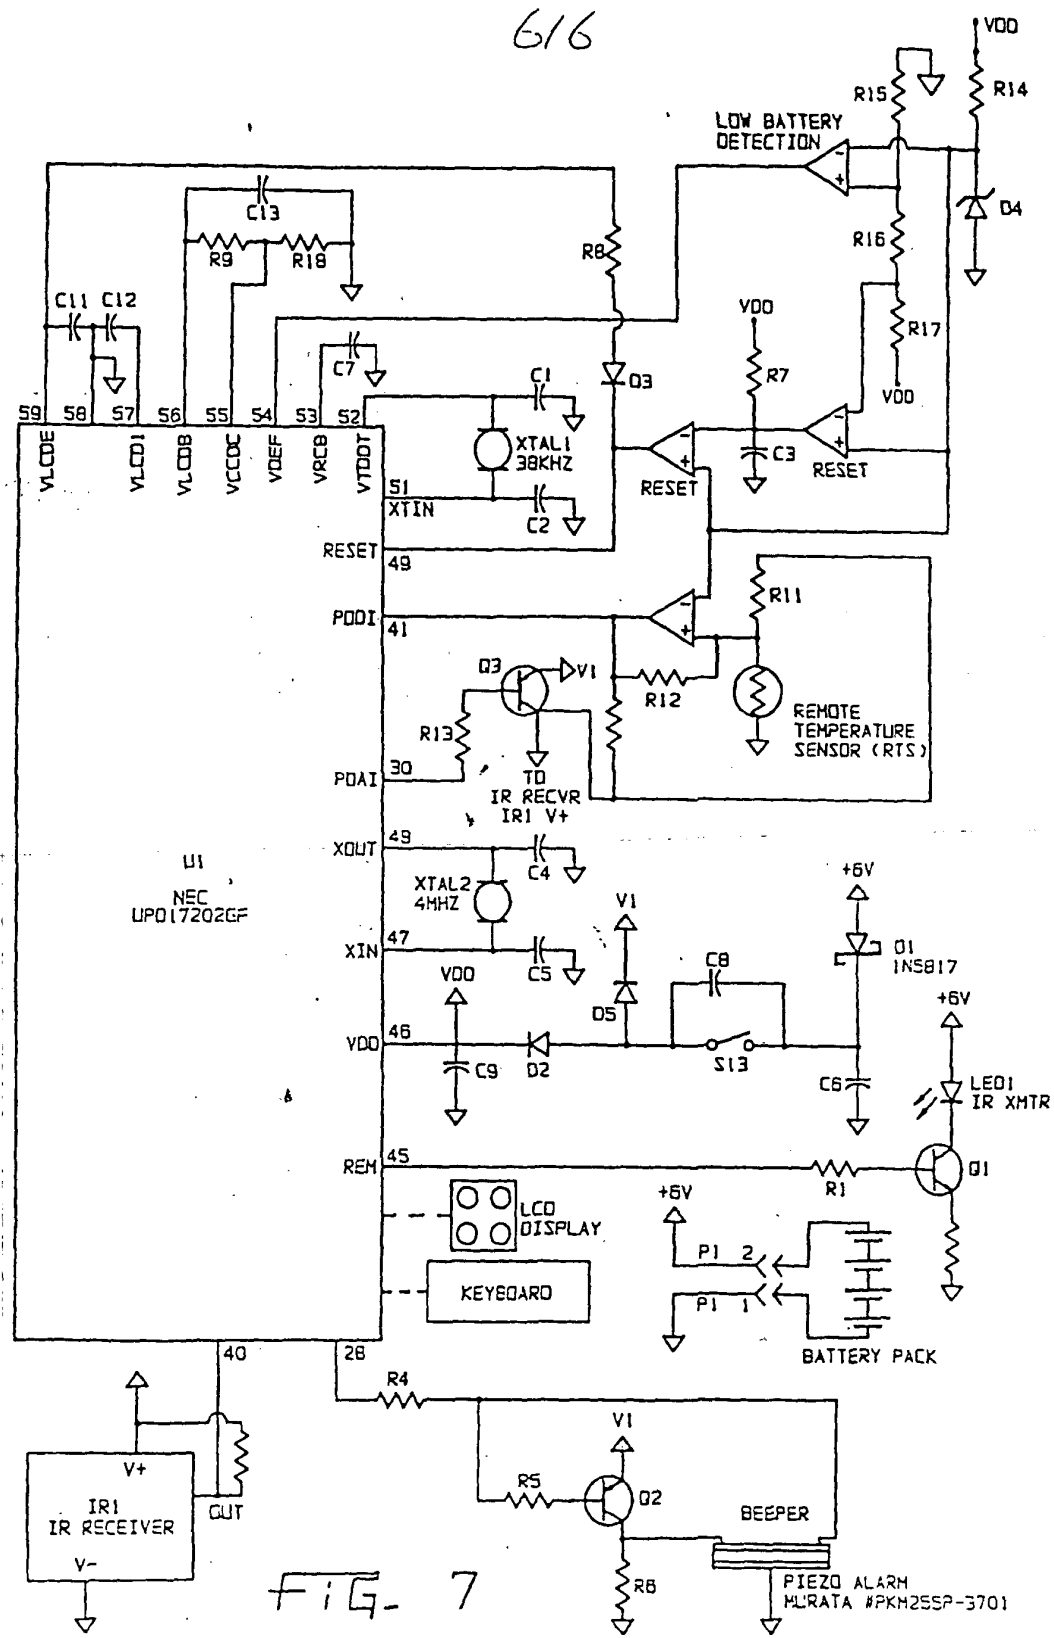 6/6
VDD
R15
R14
LOW BATTERY
DETECTION
C13
D4
R9
R18
R8
R16
C11
C12
VDD
R17
C7
R7
D3
VDD
C1
59
58
57
56
55
54
53
52
VLCDE
VLCD1
VLCDB
VCCDC
VDEF
VRCB
VTDDT
XTAL1
38KHZ
C3
RESET
RESET
51
XTIN
C2
RESET
49
R11
PODI
41
Q3
V1
R12
R13
REMOTE
TEMPERATURE
SENSOR (RTS)
POAI
30
TO
IR RECVR
IR1 V+
XOUT
49
C4
U1
NEC
UPD17202GF
XTAL2
4MHZ
+6V
V1
XIN
47
C5
C8
D1
1N5817
VDD
D5
+6V
VDD
46
C9
D2
S13
C6
LED1
IR XMTR
REM
45
R1
Q1
+6V
LCD
DISPLAY
P1 2
KEYBOARD
P1 1
BATTERY PACK
40
28
R4
V1
V+
R5
Q2
BEEPER
IR1
IR RECEIVER
OUT
V-
R6
PIEZO ALARM
MURATA #PKM25SP-3701
FIG. 7